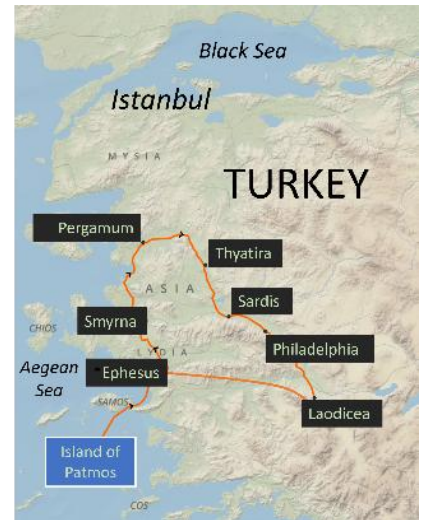 Black Sea
Istanbul
MYSIA
TURKEY
Pergamum
Thyatira
ASIA
Sardis
Smyrna
CHIOS
Philadelphia
LYDIA
Aegean
Sea
Ephesus
SAMOS
Laodicea
Island of
Patmos
COS